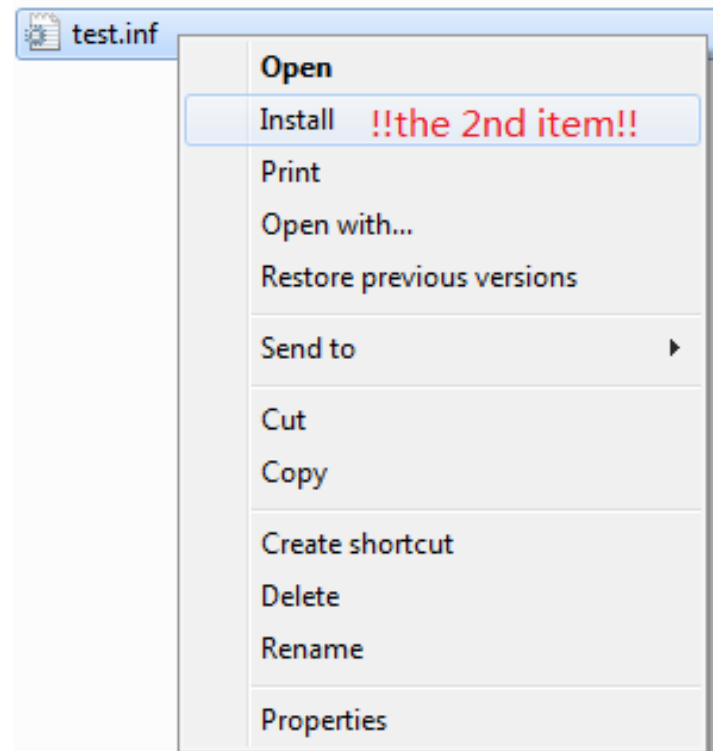 test.inf
Open
Install !!the 2nd item!!
Print
Open with...
Restore previous versions
Send to
Cut
Copy
Create shortcut
Delete
Rename
Properties